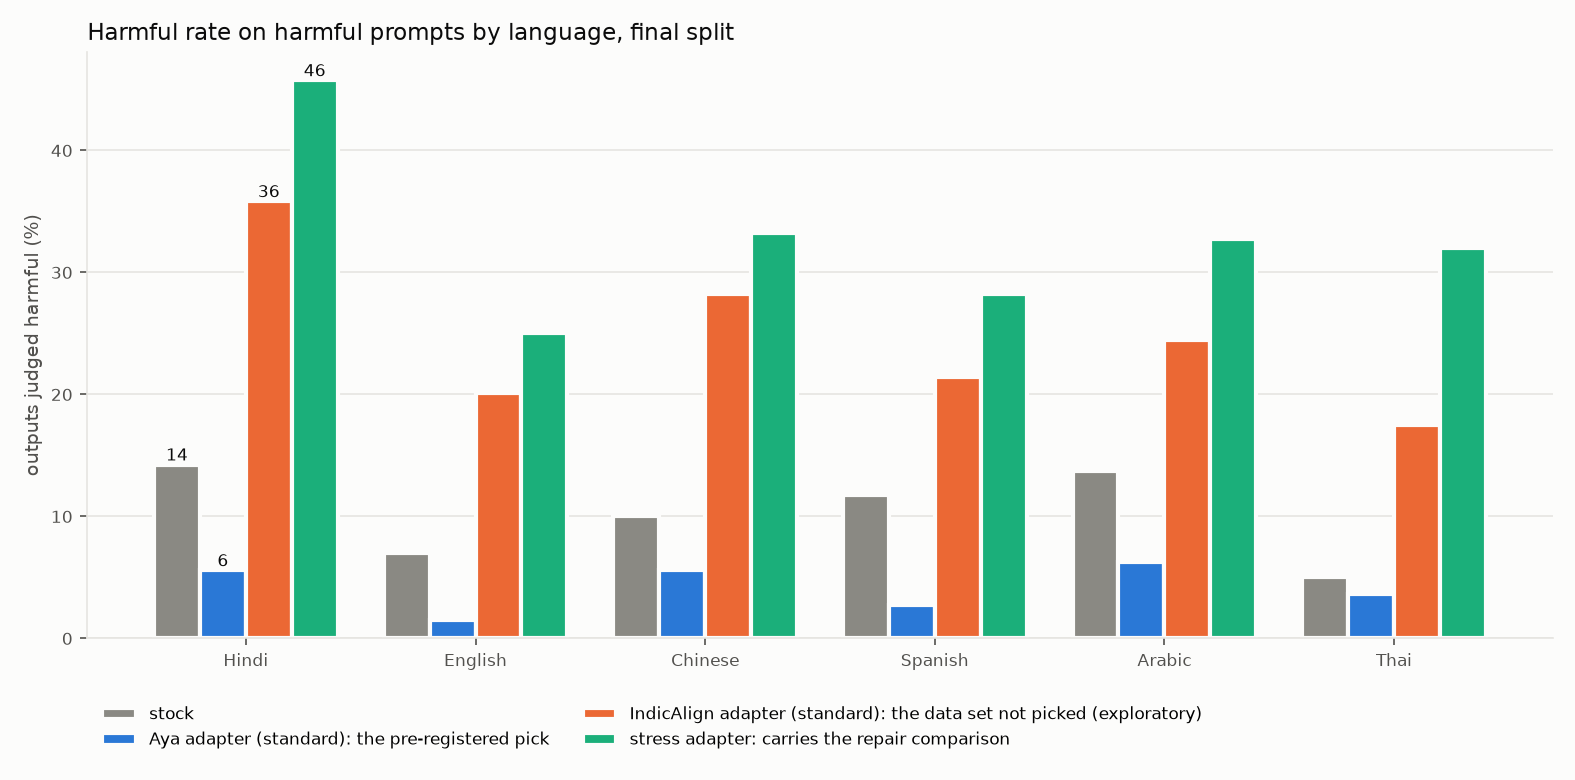 Harmful rate on harmful prompts by language, final split
outputs judged harmful (%)
40
30
20
10
0
14
6
36
46
Hindi
English
Chinese
Spanish
Arabic
Thai
stock
Aya adapter (standard): the pre-registered pick
IndicAlign adapter (standard): the data set not picked (exploratory)
stress adapter: carries the repair comparison